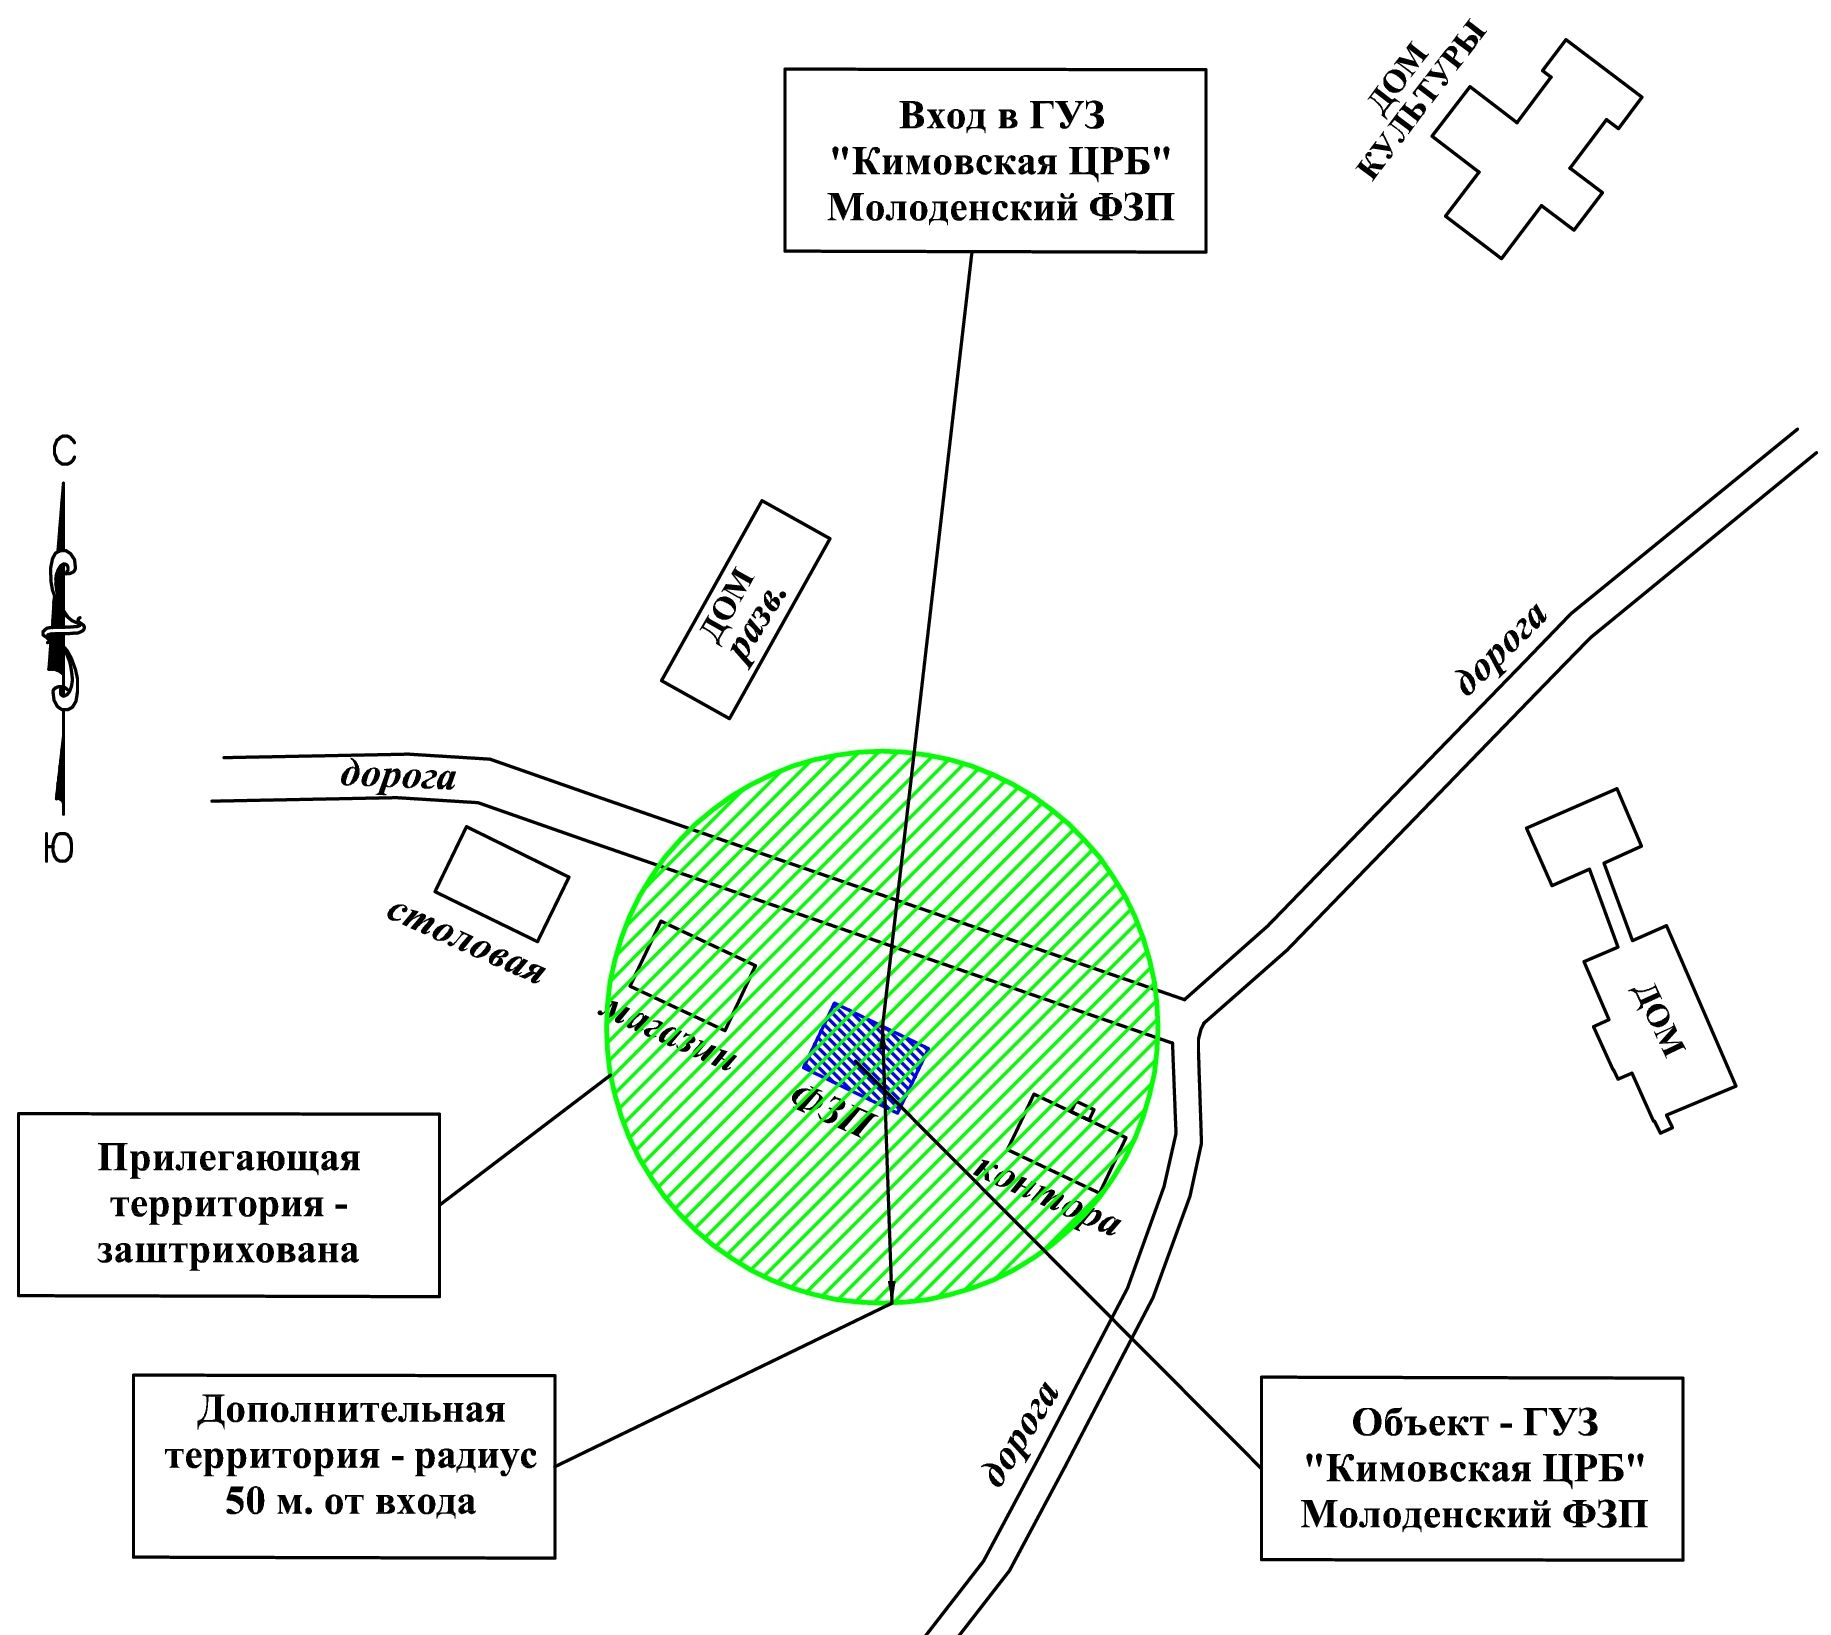 ДОМ
КУЛЬТУРЫ
Вход в ГУЗ
"Кимовская ЦРБ"
Молоденский ФЗП
С
Ю
ДОМ
разв.
дорога
дорога
столовая
магазин
ФЗП
контора
ДОМ
Прилегающая
территория -
заштрихована
Дополнительная
территория - радиус
50 м. от входа
дорога
Объект - ГУЗ
"Кимовская ЦРБ"
Молоденский ФЗП